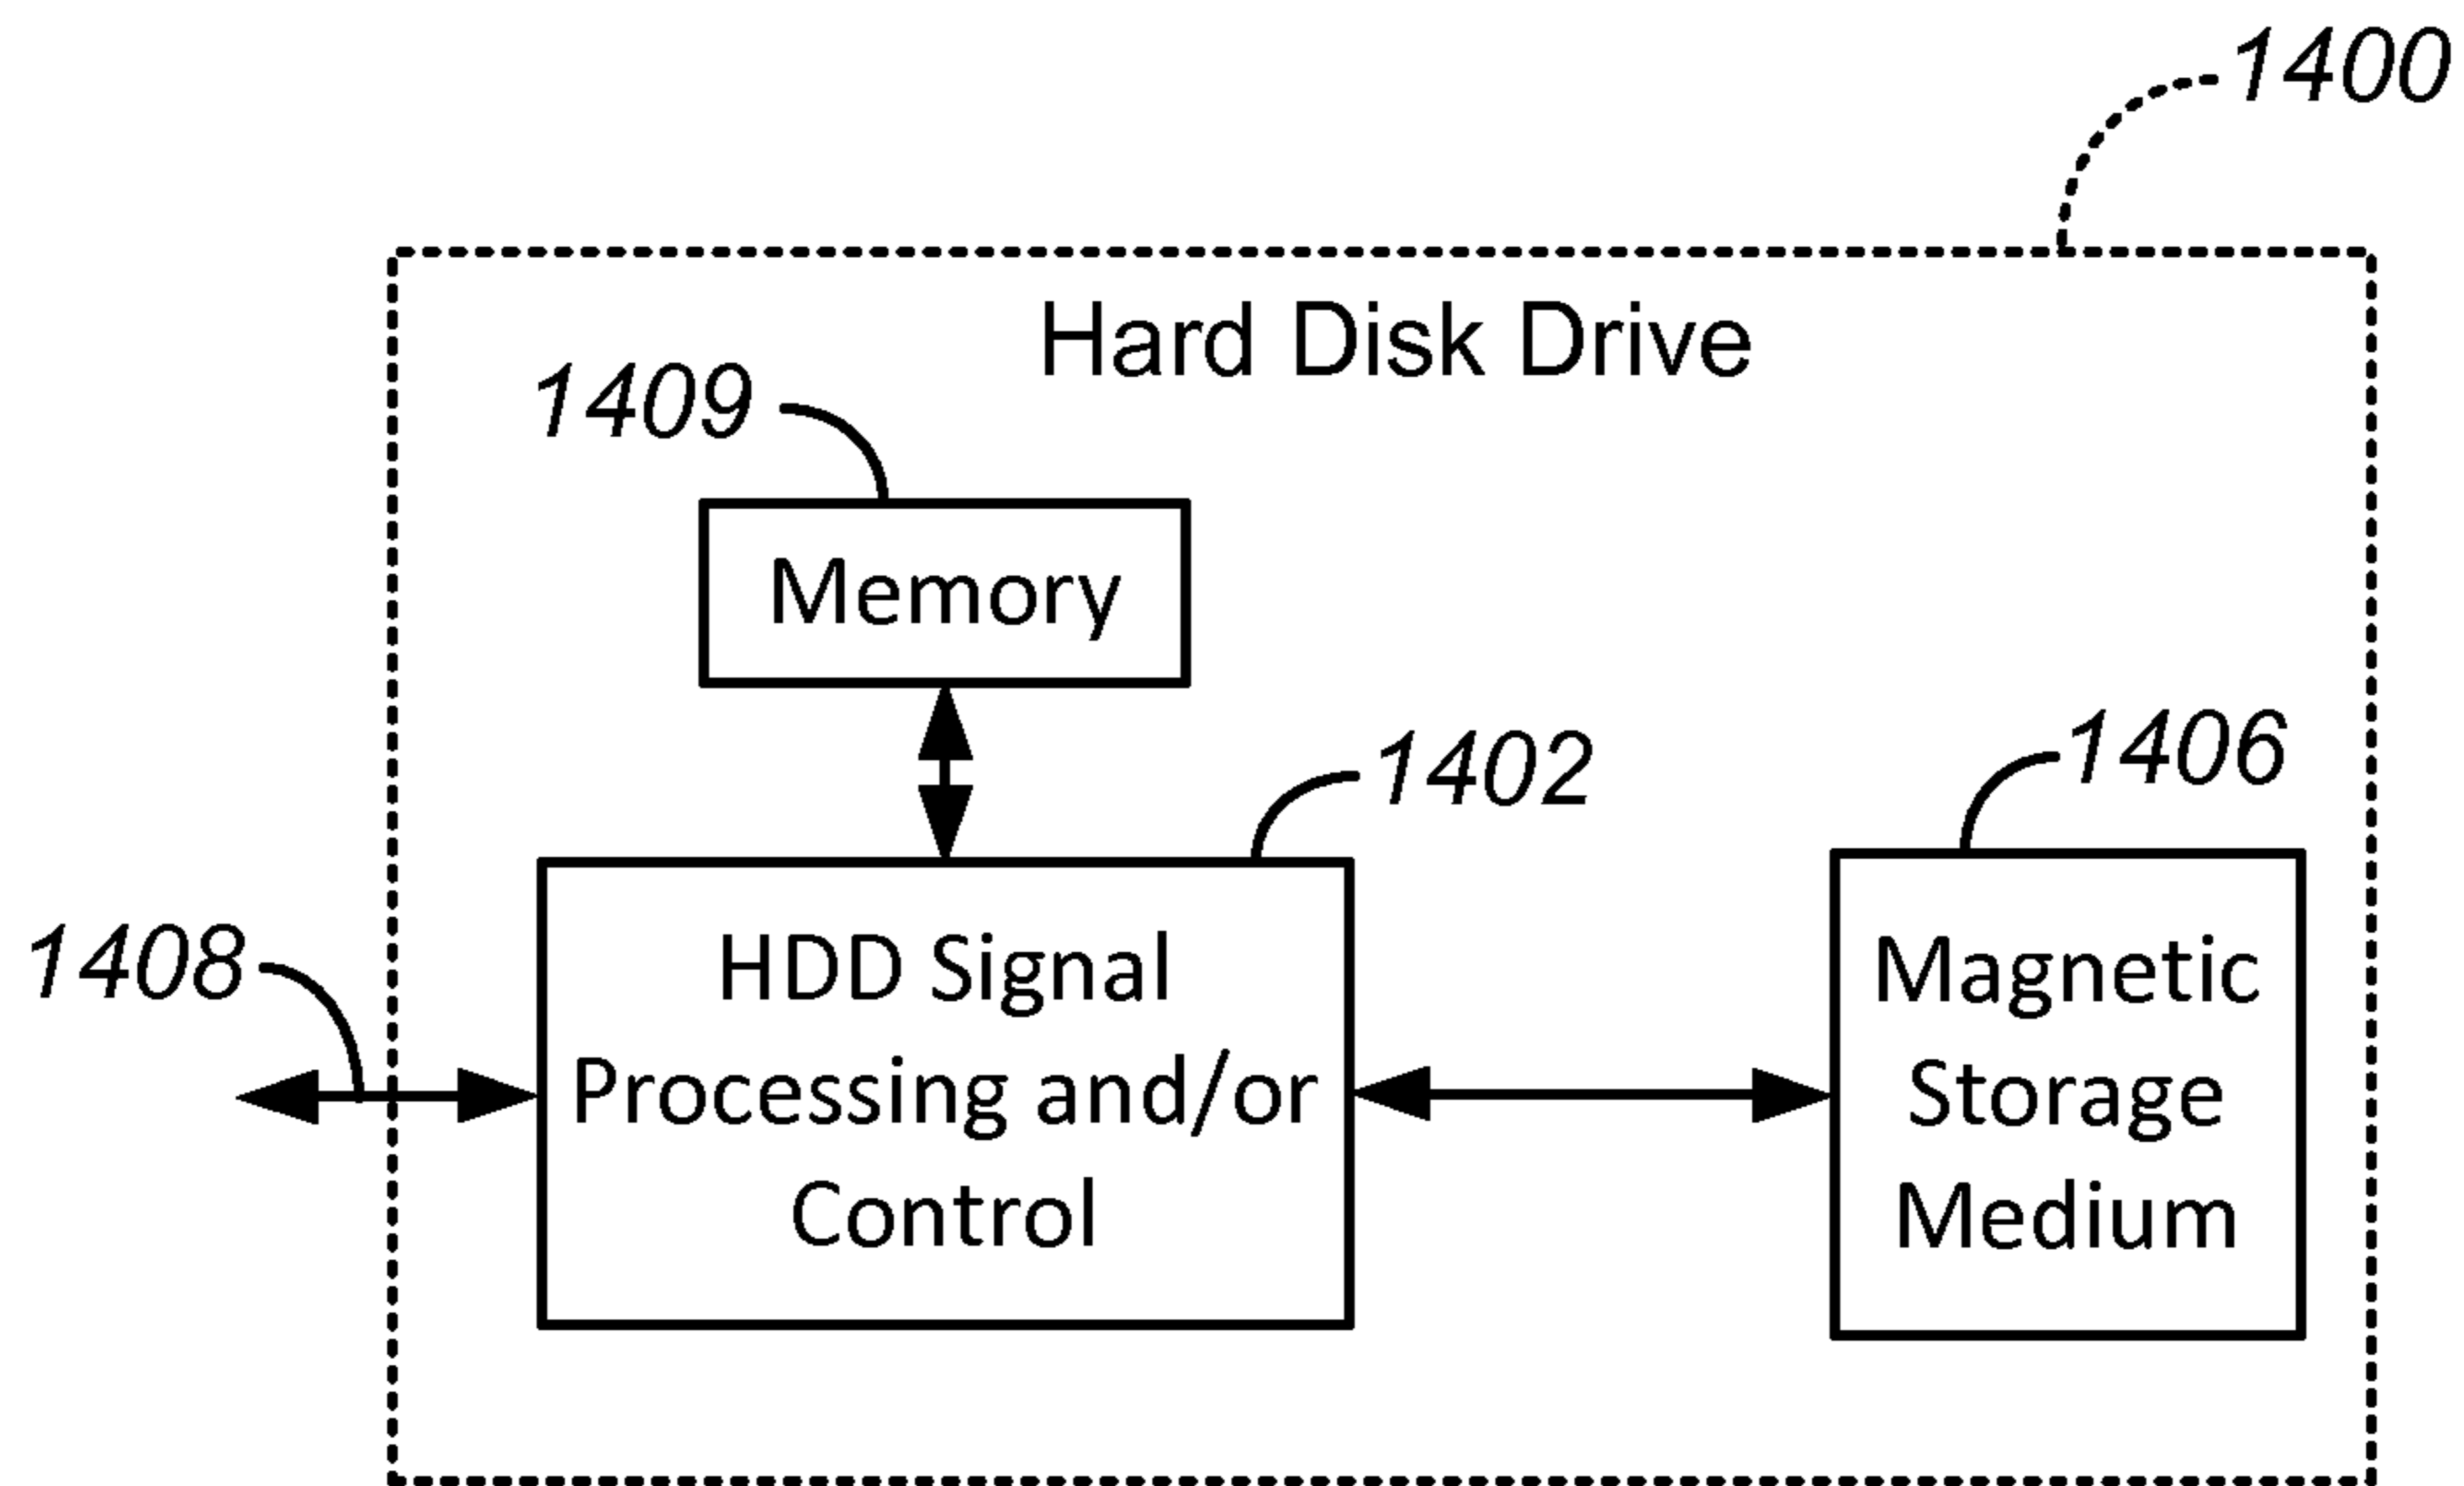 1400
Hard Disk Drive
1409
Memory
1402
1406
1408
HDD Signal
Processing and/or
Control
Magnetic
Storage
Medium